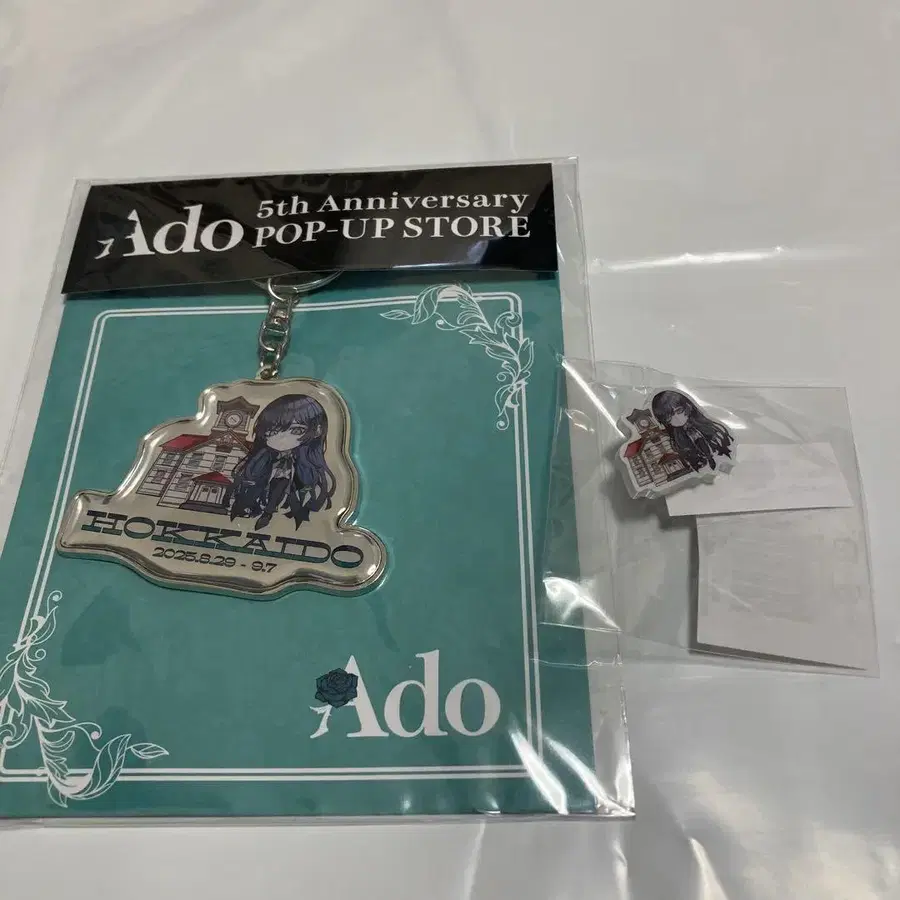 Ado
5th Anniversary
POP-UP STORE
HOKKAIDO
2025.8.29 - 9.7
Ado